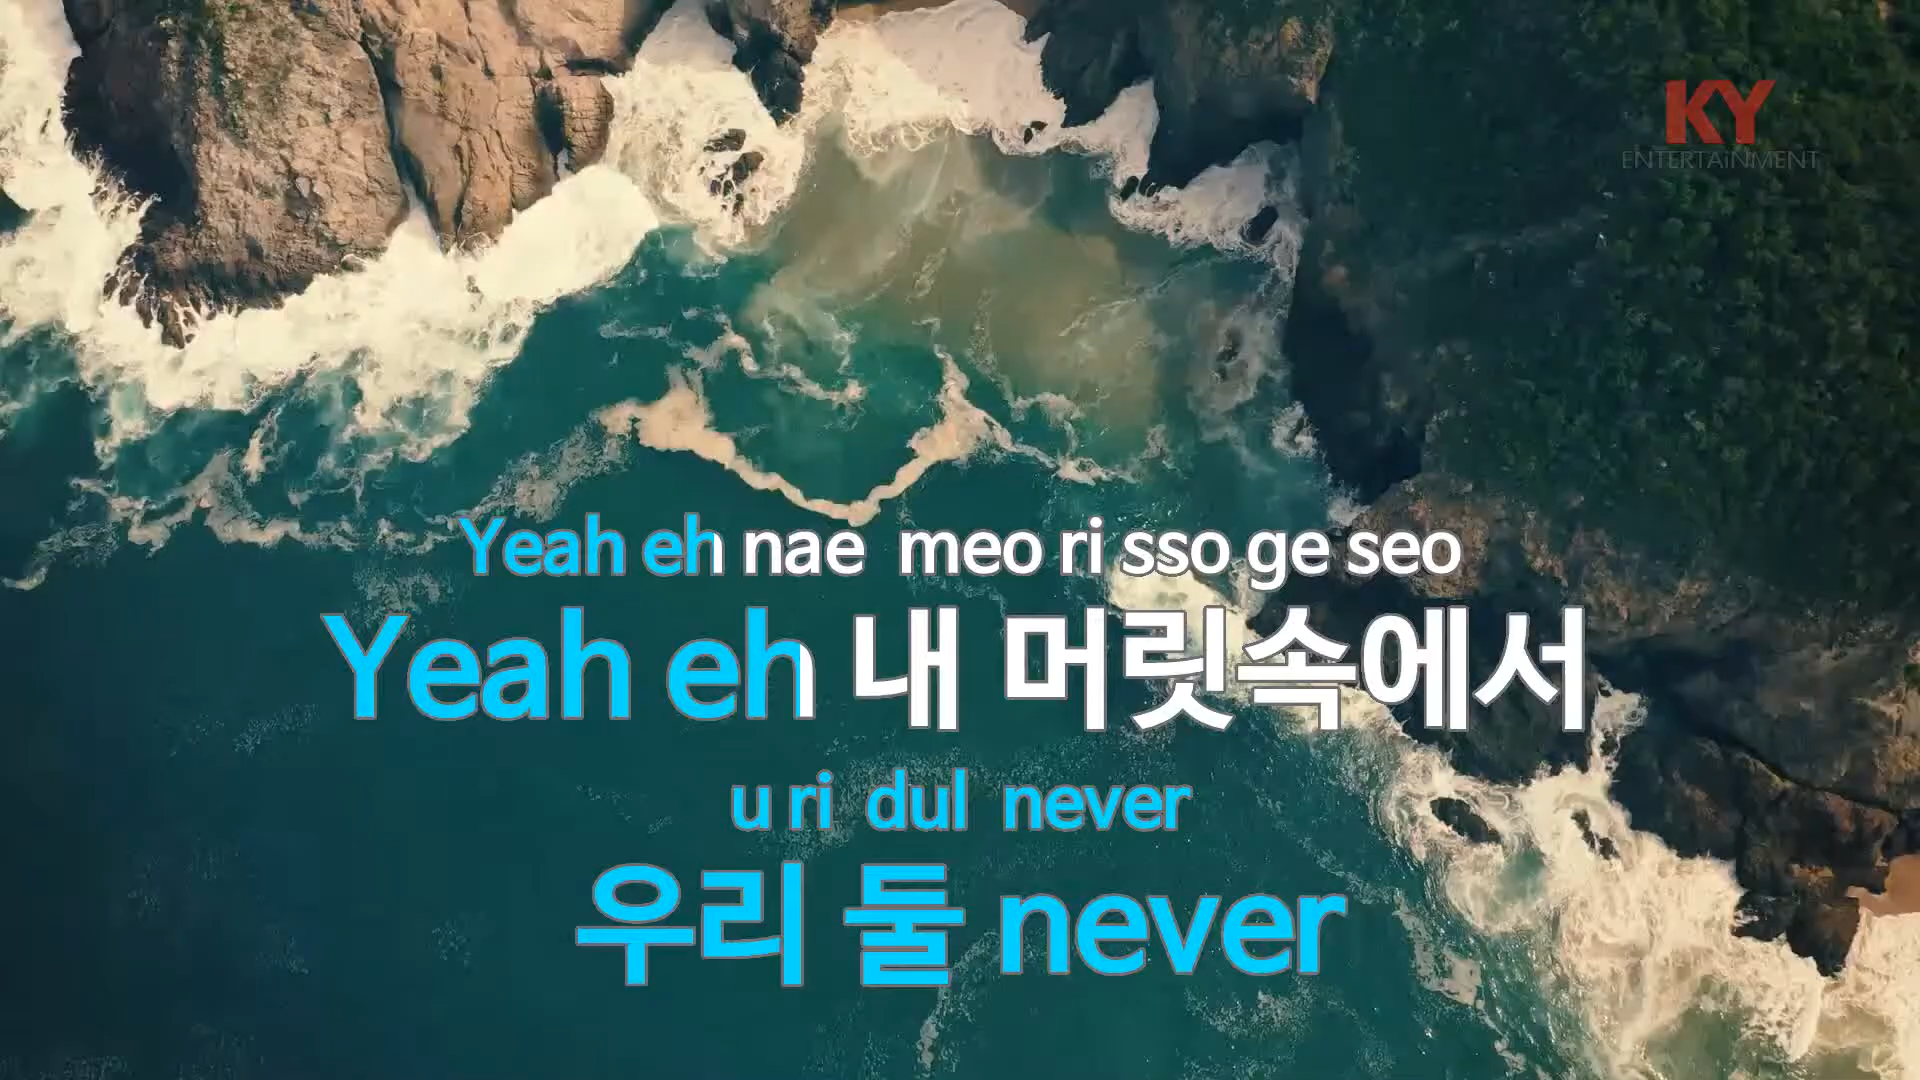 KY
ENTERTAiNMENT
Yeah eh nae meo ri sso ge seo
Yeah eh 내 머릿속에서
u ri dul never
우리 둘 never